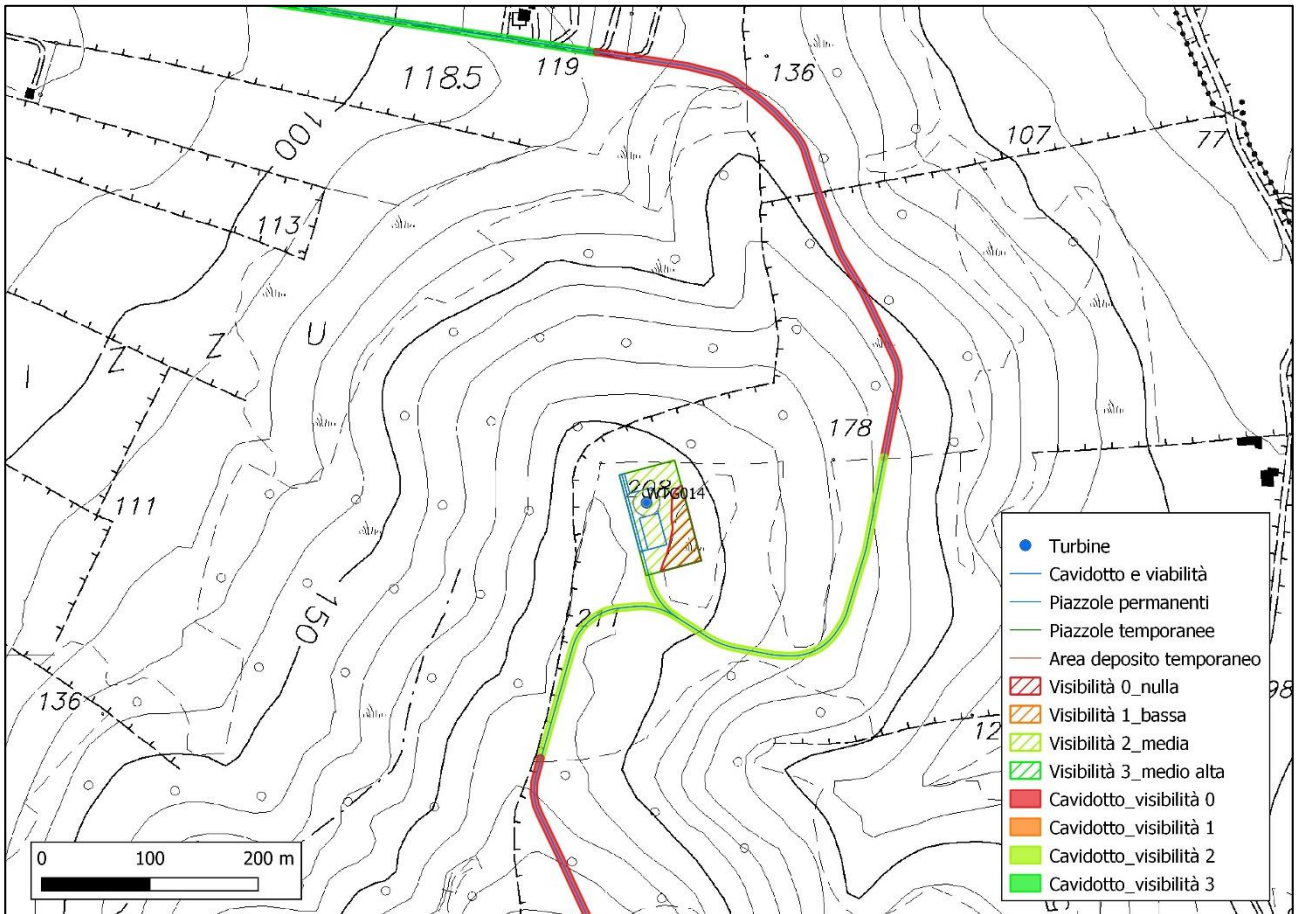 118.5
119
136
107
77
100
113
I Z Z U
178
208
WTG014
111
150
136
12
98
Turbine
Cavidotto e viabilità
Piazzole permanenti
Piazzole temporanee
Area deposito temporaneo
Visibilità 0_nulla
Visibilità 1_bassa
Visibilità 2_media
Visibilità 3_medio alta
Cavidotto_visibilità 0
Cavidotto_visibilità 1
Cavidotto_visibilità 2
Cavidotto_visibilità 3
0 100 200 m